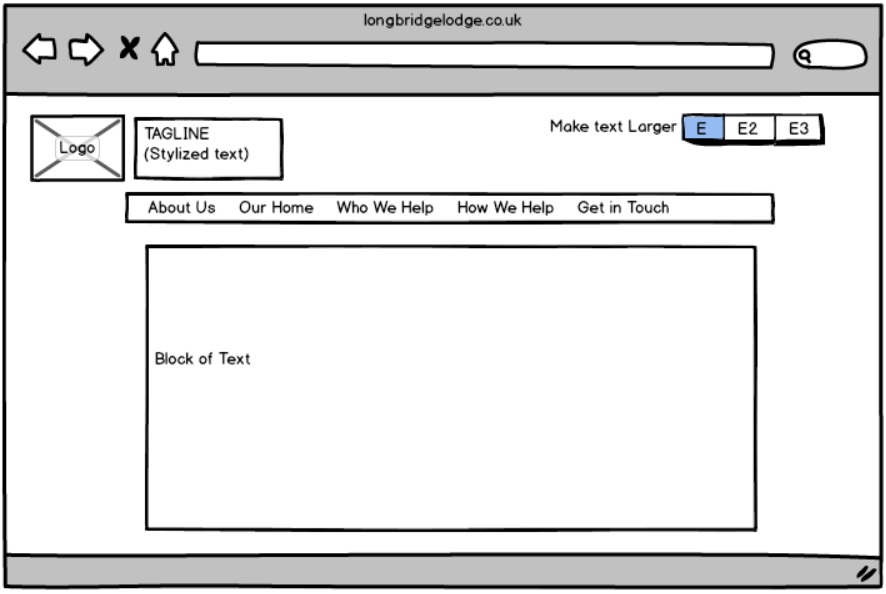 longbridgelodge.co.uk
Logo
TAGLINE
(Stylized text)
Make text Larger E E2 E3
About Us Our Home Who We Help How We Help Get in Touch
Block of Text